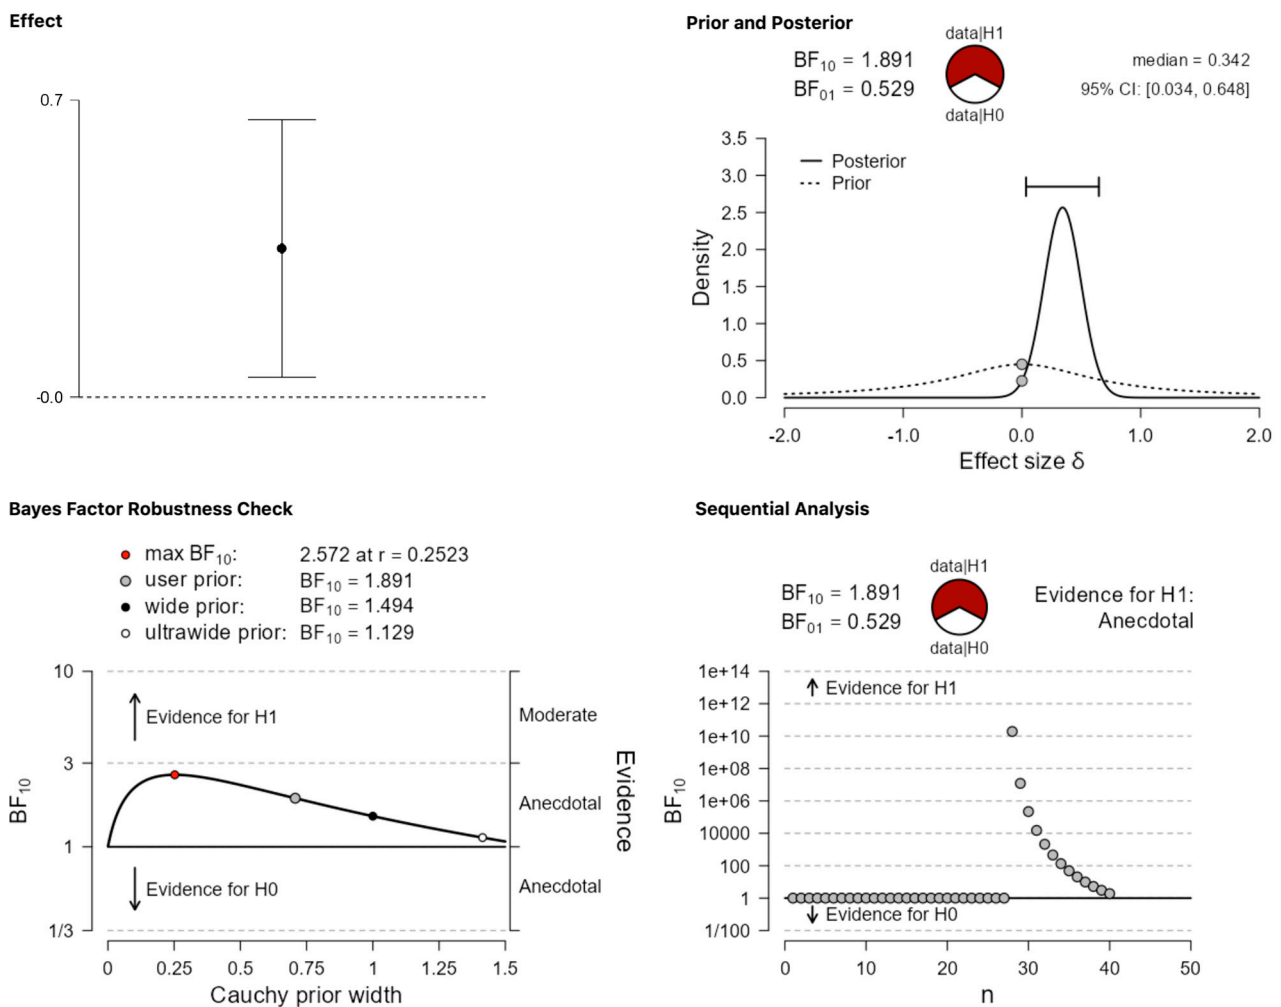 Effect
0.7
-0.0
Prior and Posterior
data|H1
BF10 = 1.891
BF01 = 0.529
data|H0
median = 0.342
95% CI: [0.034, 0.648]
Posterior
Prior
Density
3.5
3.0
2.5
2.0
1.5
1.0
0.5
0.0
-2.0 -1.0 0.0 1.0 2.0
Effect size δ
Bayes Factor Robustness Check
max BF10: 2.572 at r = 0.2523
user prior: BF10 = 1.891
wide prior: BF10 = 1.494
ultrawide prior: BF10 = 1.129
BF10
10
3
1
1/3
Evidence for H1
Evidence for H0
Moderate
Anecdotal
Anecdotal
Evidence
0 0.25 0.5 0.75 1 1.25 1.5
Cauchy prior width
Sequential Analysis
data|H1
BF10 = 1.891
BF01 = 0.529
data|H0
Evidence for H1:
Anecdotal
BF10
1e+14
1e+12
1e+10
1e+08
1e+06
10000
100
1
1/100
Evidence for H1
Evidence for H0
0 10 20 30 40 50
n